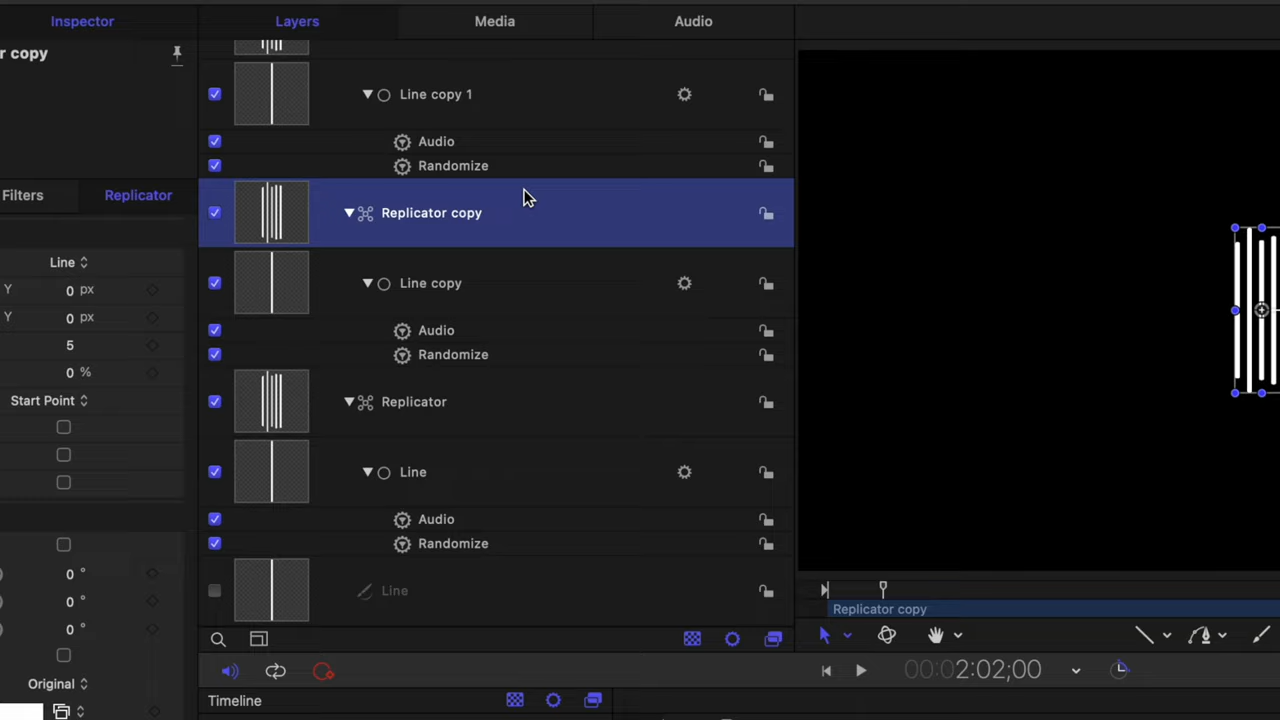 Inspector
Layers
Media
Audio
or copy
Line copy 1
Audio
Randomize
Filters
Replicator
Replicator copy
Line
Y 0 px
Line copy
Y 0 px
Audio
5
Randomize
0 %
Start Point
Replicator
Line
Audio
Randomize
0 °
Line
0 °
Replicator copy
0 °
00:02:02;00
Original
Timeline